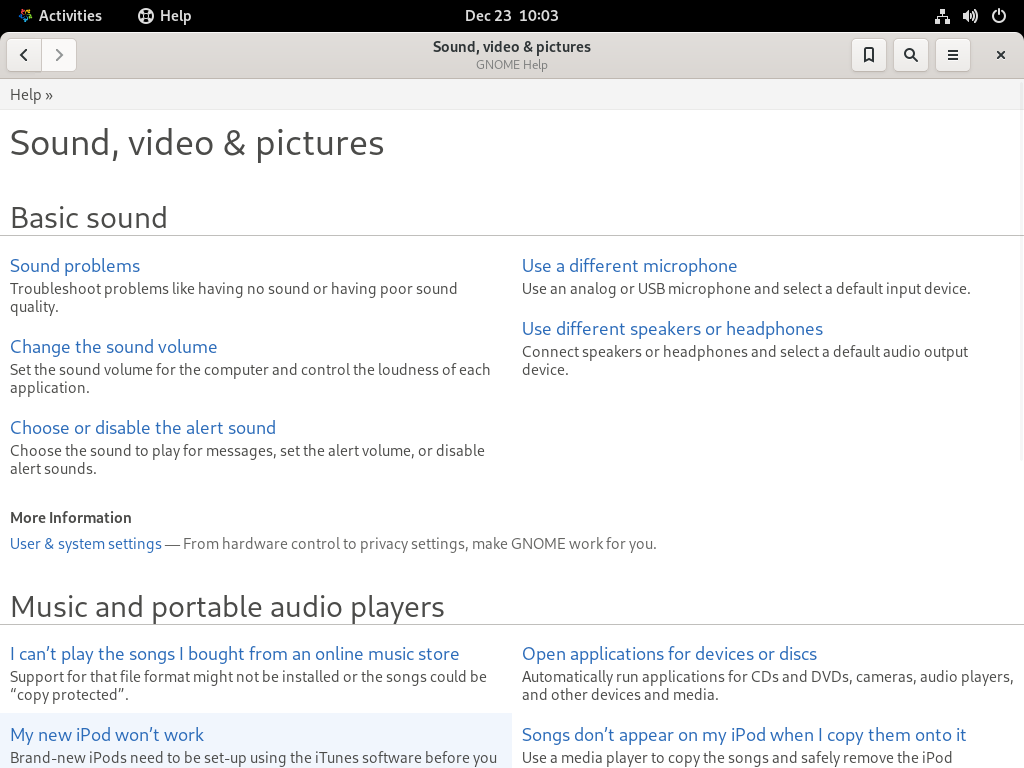 Activities
Help
Dec 23 10:03
Sound, video & pictures
GNOME Help
Help »
Sound, video & pictures
Basic sound
Sound problems
Troubleshoot problems like having no sound or having poor sound
quality.
Change the sound volume
Set the sound volume for the computer and control the loudness of each
application.
Choose or disable the alert sound
Choose the sound to play for messages, set the alert volume, or disable
alert sounds.
Use a different microphone
Use an analog or USB microphone and select a default input device.
Use different speakers or headphones
Connect speakers or headphones and select a default audio output
device.
More Information
User & system settings — From hardware control to privacy settings, make GNOME work for you.
Music and portable audio players
I can’t play the songs I bought from an online music store
Support for that file format might not be installed or the songs could be
“copy protected”.
My new iPod won’t work
Brand-new iPods need to be set-up using the iTunes software before you
Open applications for devices or discs
Automatically run applications for CDs and DVDs, cameras, audio players,
and other devices and media.
Songs don’t appear on my iPod when I copy them onto it
Use a media player to copy the songs and safely remove the iPod